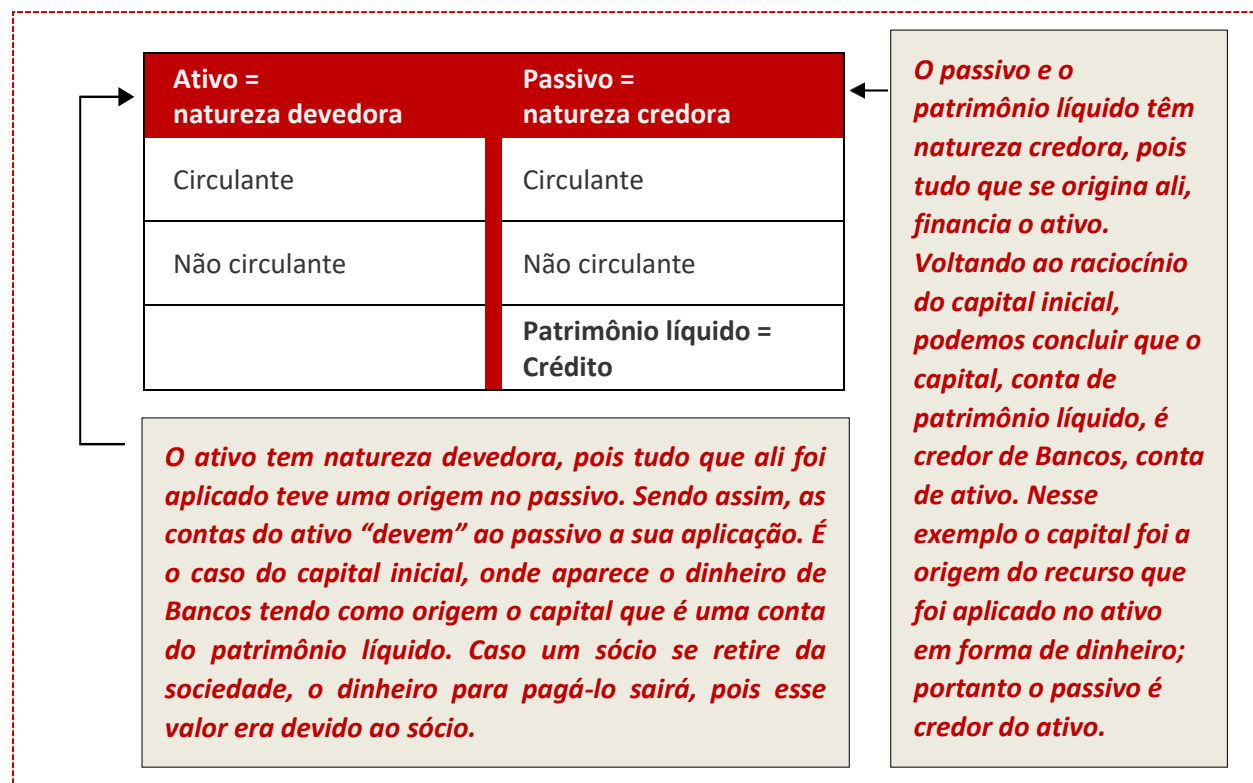 Ativo =
natureza devedora
Passivo =
natureza credora
Circulante
Circulante
Não circulante
Não circulante
Patrimônio líquido =
Crédito
O ativo tem natureza devedora, pois tudo que ali foi
aplicado teve uma origem no passivo. Sendo assim, as
contas do ativo “devem” ao passivo a sua aplicação. É
o caso do capital inicial, onde aparece o dinheiro de
Bancos tendo como origem o capital que é uma conta
do patrimônio líquido. Caso um sócio se retire da
sociedade, o dinheiro para pagá-lo sairá, pois esse
valor era devido ao sócio.
O passivo e o
patrimônio líquido têm
natureza credora, pois
tudo que se origina ali,
financia o ativo.
Voltando ao raciocínio
do capital inicial,
podemos concluir que o
capital, conta de
patrimônio líquido, é
credor de Bancos, conta
de ativo. Nesse
exemplo o capital foi a
origem do recurso que
foi aplicado no ativo
em forma de dinheiro;
portanto o passivo é
credor do ativo.